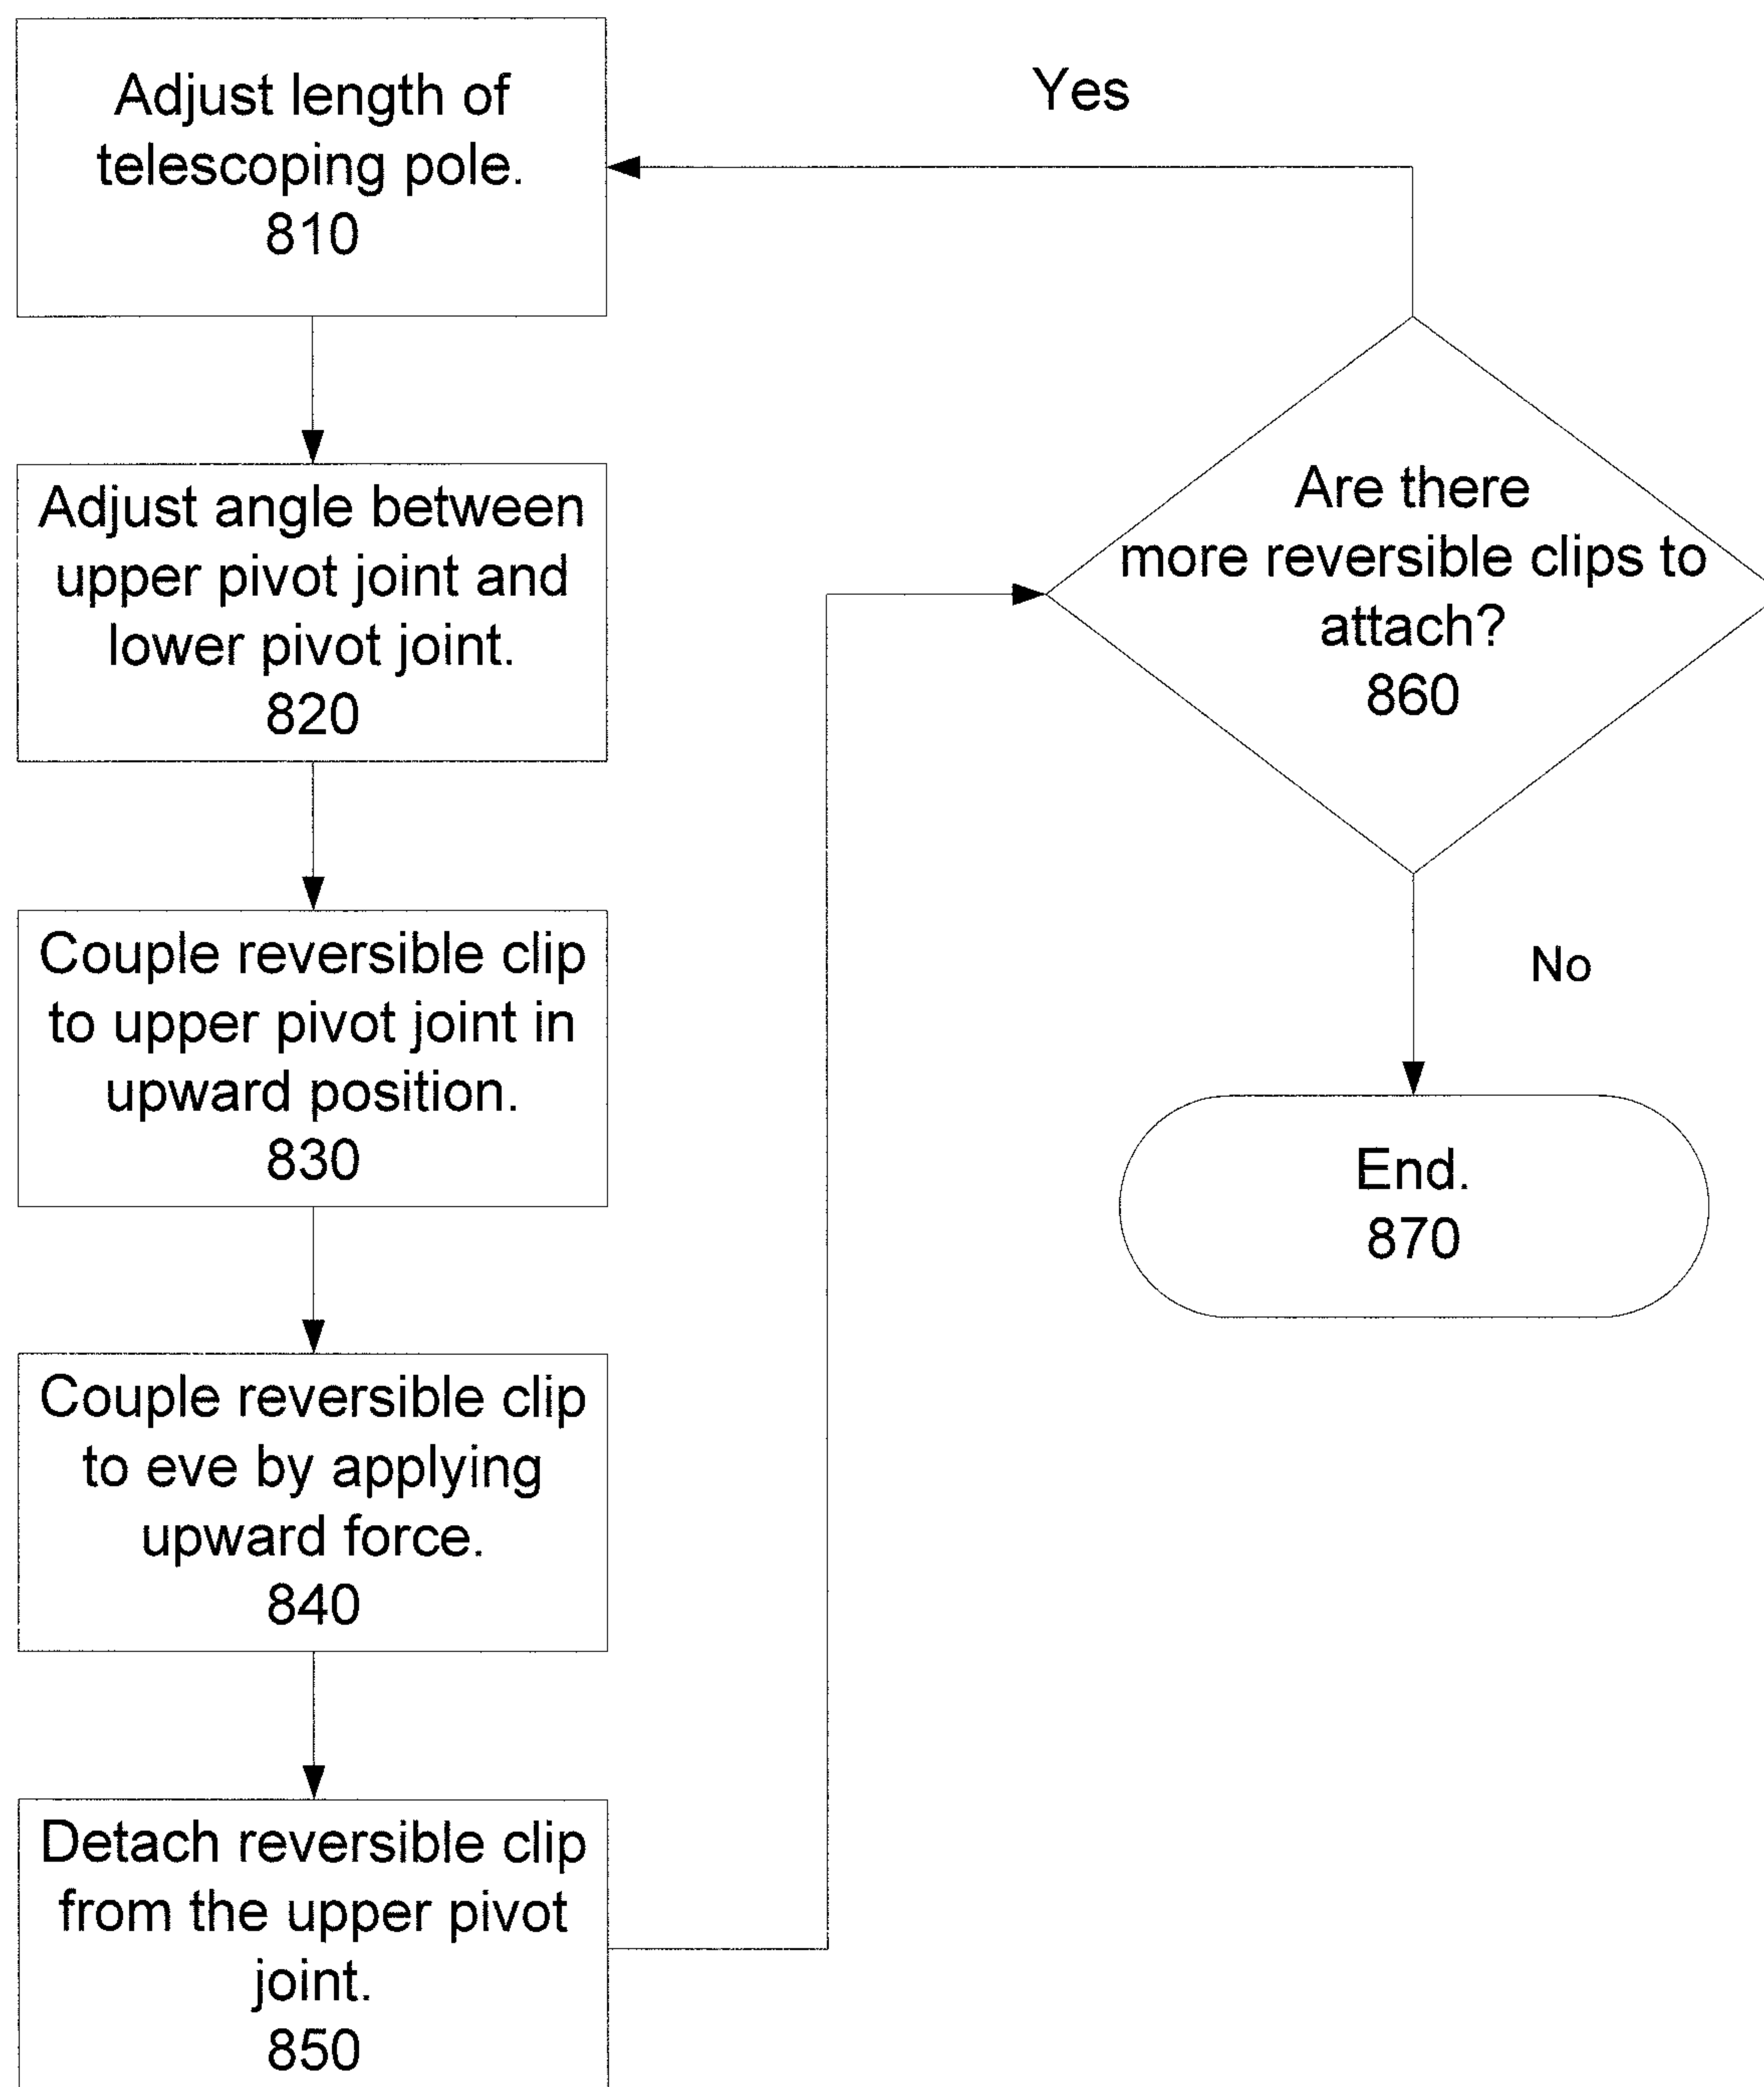 Adjust length of
telescoping pole.
810
Adjust angle between
upper pivot joint and
lower pivot joint.
820
Couple reversible clip
to upper pivot joint in
upward position.
830
Couple reversible clip
to eve by applying
upward force.
840
Detach reversible clip
from the upper pivot
joint.
850
Yes
Are there
more reversible clips to
attach?
860
No
End.
870